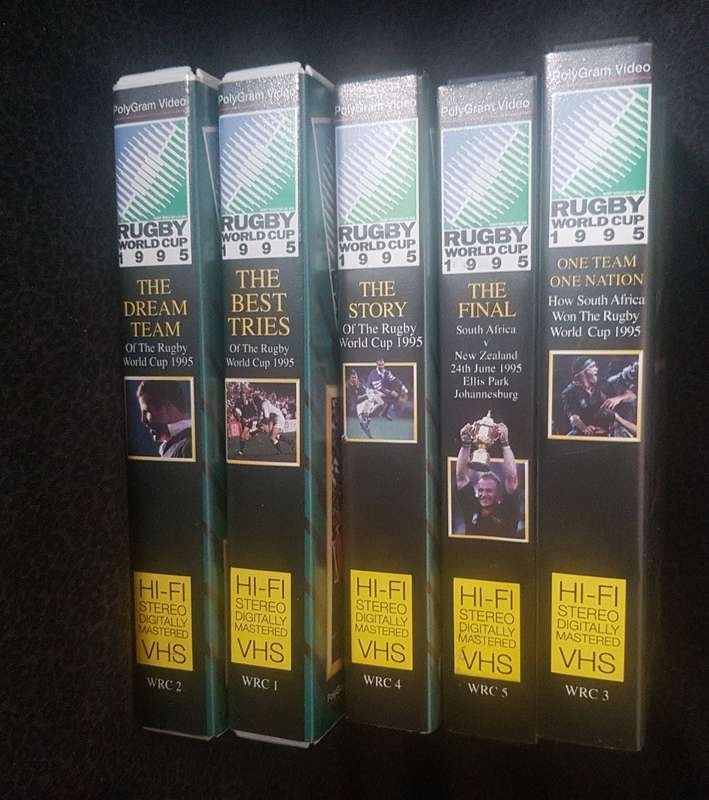 PolyGram Video
RUGBY
WORLD CUP
1995
THE
DREAM
TEAM
Of The Rugby
World Cup 1995
HI-FI
STEREO
DIGITALLY
MASTERED
VHS
WRC 2
PolyGram Video
RUGBY
WORLD CUP
1995
THE
BEST
TRIES
Of The Rugby
World Cup 1995
HI-FI
STEREO
DIGITALLY
MASTERED
VHS
WRC 1
PolyGram
PolyGram Video
RUGBY
WORLD CUP
1995
THE
STORY
Of The Rugby
World Cup 1995
HI-FI
STEREO
DIGITALLY
MASTERED
VHS
WRC 4
PolyGram Video
RUGBY
WORLD CUP
1995
THE
FINAL
South Africa
v
New Zealand
24th June 1995
Ellis Park
Johannesburg
HI-FI
STEREO
DIGITALLY
MASTERED
VHS
WRC 5
PolyGram Video
RUGBY
WORLD CUP
1995
ONE TEAM
ONE NATION
How South Africa
Won The Rugby
World Cup 1995
HI-FI
STEREO
DIGITALLY
MASTERED
VHS
WRC 3